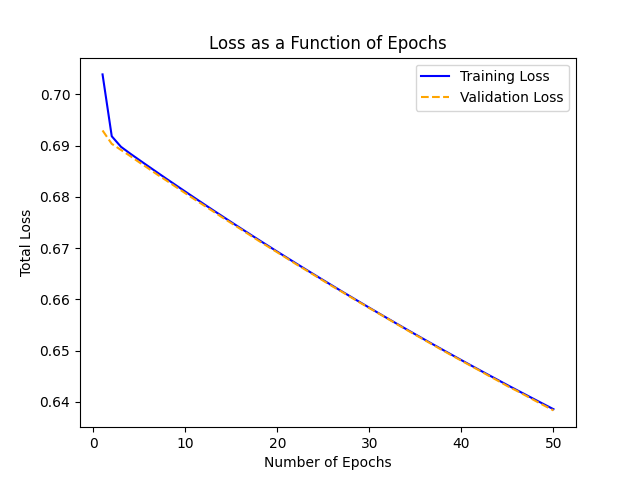 Loss as a Function of Epochs
Training Loss
Validation Loss
0.70
0.69
0.68
0.67
0.66
0.65
0.64
Total Loss
0 10 20 30 40 50
Number of Epochs